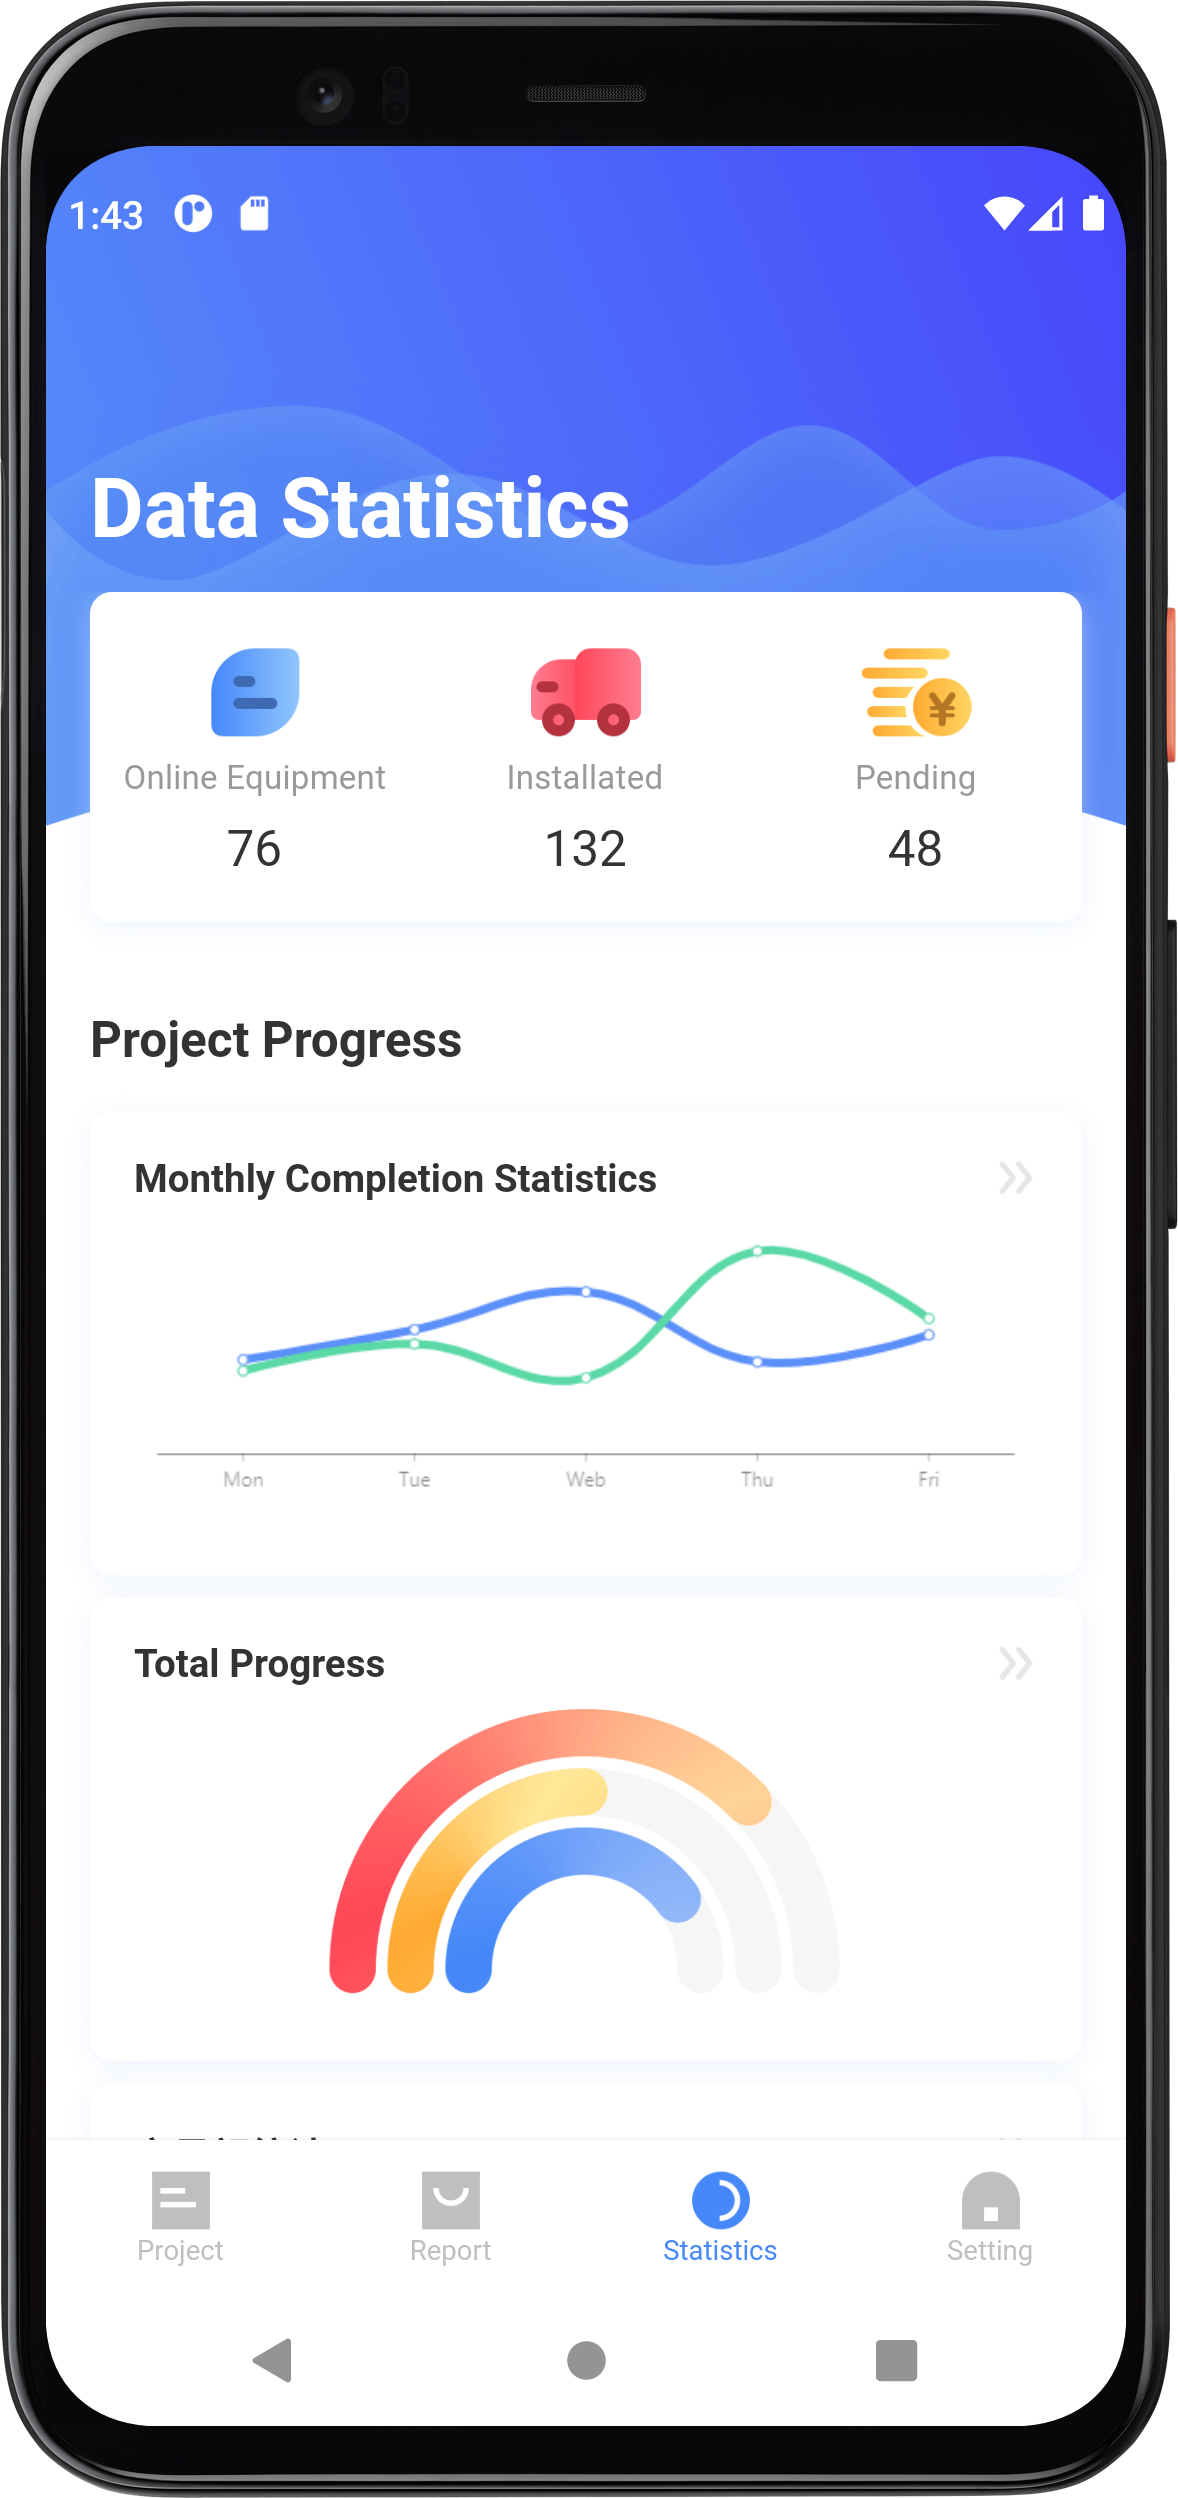 1:43
Data Statistics
Online Equipment
Installated
Pending
76
132
48
Project Progress
Monthly Completion Statistics
Mon
Tue
Web
Thu
Fri
Total Progress
Project
Report
Statistics
Setting